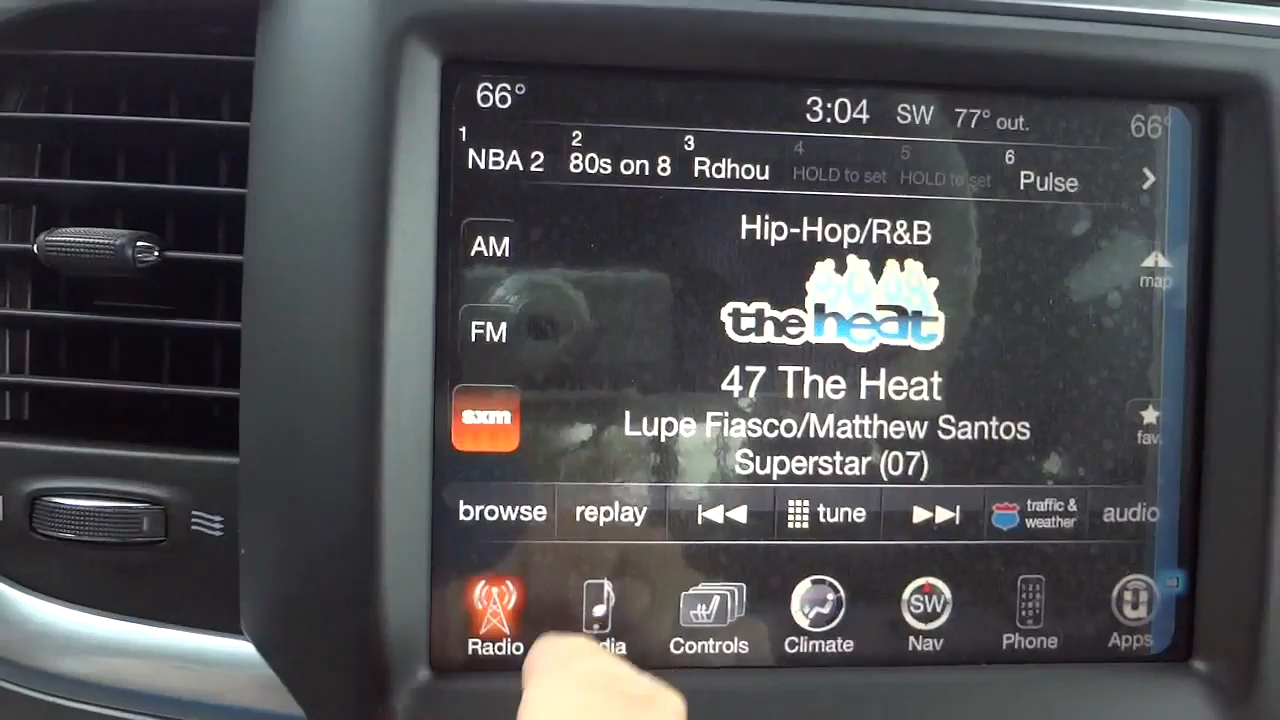 66° 3:04 SW 77° out. 66°
1 2 3 4 5 6
NBA 2 80s on 8 Rdhou HOLD to set HOLD to set Pulse
Hip-Hop/R&B
AM
map
the heat
FM
47 The Heat
sxm
fav.
Lupe Fiasco/Matthew Santos
Superstar (07)
browse replay tune traffic & weather audio
SW
Radio dia Controls Climate Nav Phone Apps